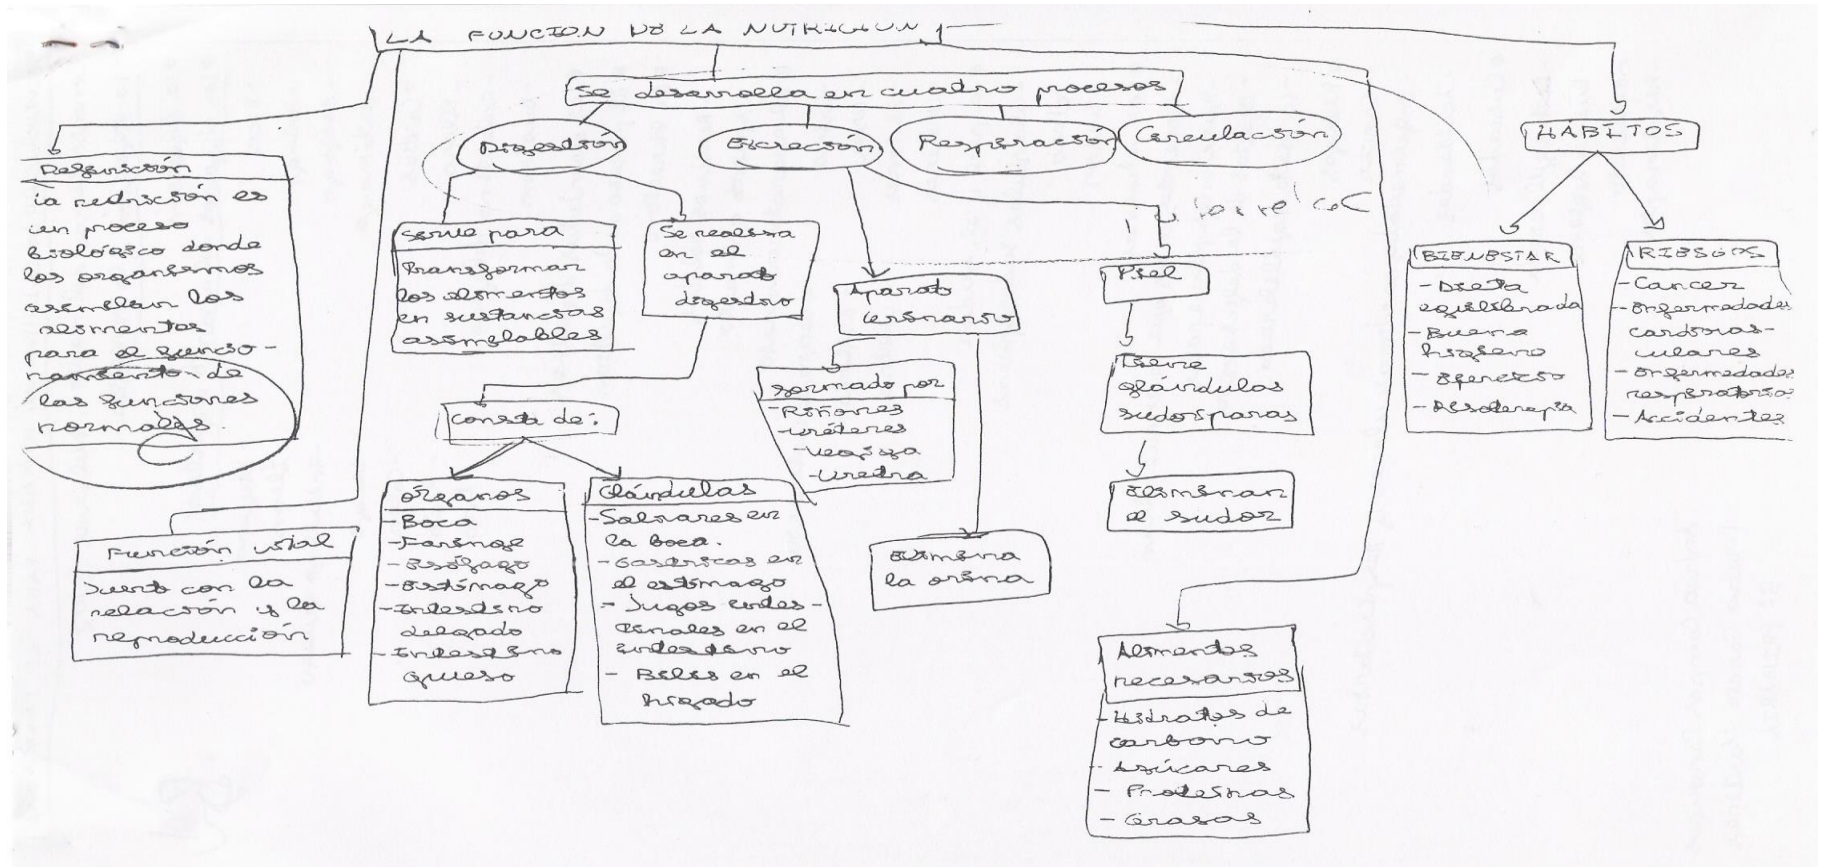 LA FUNCION DE LA NUTRICION
Se desarrolla en cuatro procesos
Digestión
Excreción
Respiración
Circulación
HÁBITOS
Definición
La nutrición es
un proceso
biológico donde
los organismos
asimilan los
alimentos
para el funcio-
namiento de
las funciones
normales.
Sirve para
Transformar
los alimentos
en sustancias
asimilables
Se realiza
en el
aparato
digestivo
Aparato
urinario
Piel
BIENESTAR
- Dieta
equilibrada
- Buena
higiene
- Ejercicio
- Risoterapia
RIESGOS
- Cancer
- Enfermedades
cardiovas-
culares
- Enfermedades
respiratorias
- Accidentes
Consta de:
formado por
- Riñones
- uréteres
- vejiga
- uretra
Tiene
glándulas
sudoríparas
Eliminan
el sudor
Órganos
- Boca
- Faringe
- Esófago
- Estómago
- Intestino
delgado
- Intestino
grueso
Glándulas
- Salivares en
la boca.
- Gastricas en
el estómago
- Jugos intes-
tinales en el
intestino
- Bilis en el
higado
Elimina
la orina
Función vital
Junto con la
relación y la
reproducción
Alimentos
necesarios
- Hidratos de
carbono
- Azúcares
- Proteinas
- Grasas